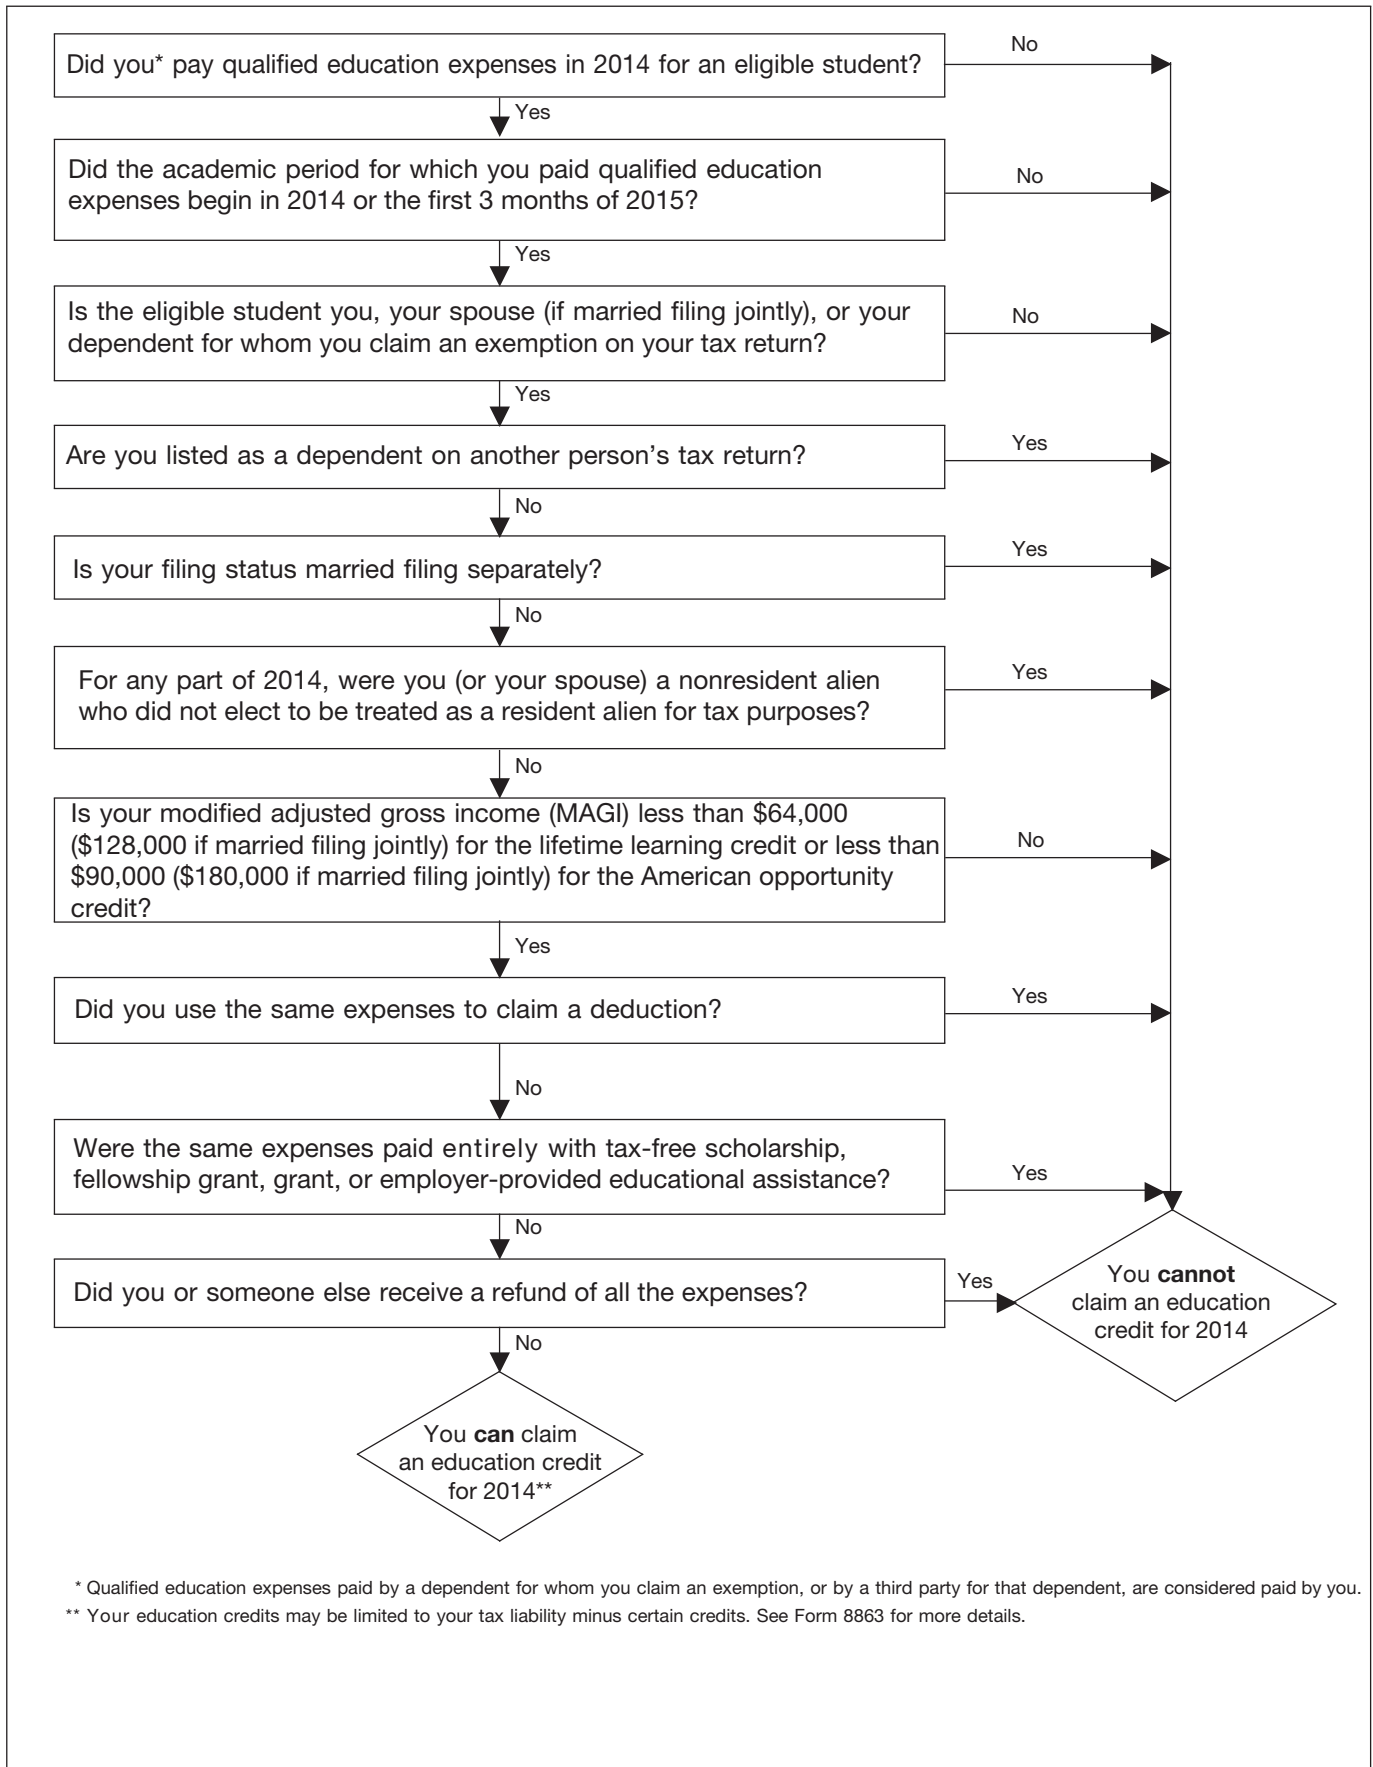 Did you* pay qualified education expenses in 2014 for an eligible student?
No
Yes
Did the academic period for which you paid qualified education
expenses begin in 2014 or the first 3 months of 2015?
No
Yes
Is the eligible student you, your spouse (if married filing jointly), or your
dependent for whom you claim an exemption on your tax return?
No
Yes
Are you listed as a dependent on another person's tax return?
Yes
No
Is your filing status married filing separately?
Yes
No
For any part of 2014, were you (or your spouse) a nonresident alien
who did not elect to be treated as a resident alien for tax purposes?
Yes
No
Is your modified adjusted gross income (MAGI) less than $64,000
($128,000 if married filing jointly) for the lifetime learning credit or less than
$90,000 ($180,000 if married filing jointly) for the American opportunity
credit?
No
Yes
Did you use the same expenses to claim a deduction?
Yes
No
Were the same expenses paid entirely with tax-free scholarship,
fellowship grant, grant, or employer-provided educational assistance?
Yes
No
Did you or someone else receive a refund of all the expenses?
Yes
You cannot
claim an education
credit for 2014
No
You can claim
an education credit
for 2014**
* Qualified education expenses paid by a dependent for whom you claim an exemption, or by a third party for that dependent, are considered paid by you.
** Your education credits may be limited to your tax liability minus certain credits. See Form 8863 for more details.